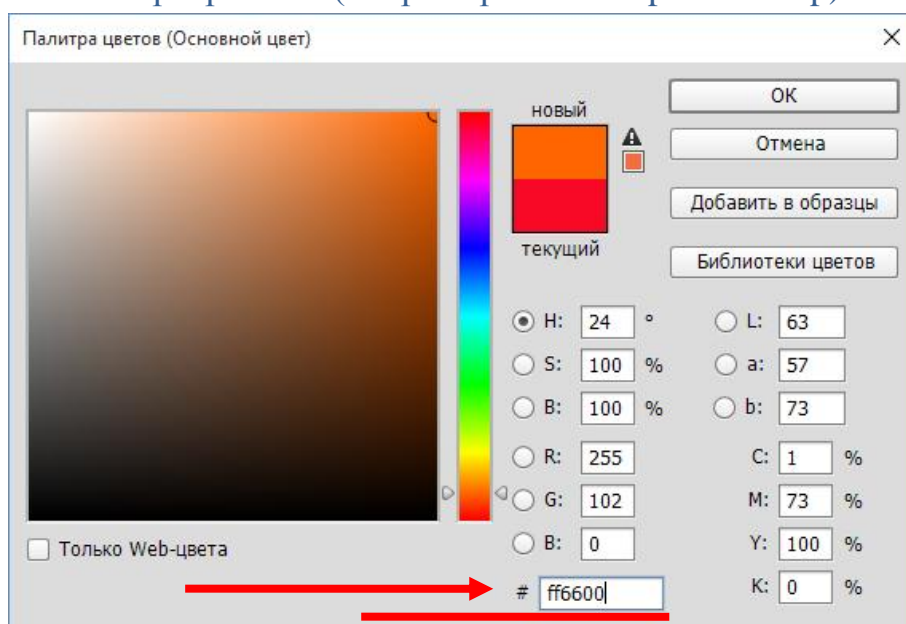 Палитра цветов (Основной цвет)
новый
текущий
ОК
Отмена
Добавить в образцы
Библиотеки цветов
H: 24 °
S: 100 %
B: 100 %
R: 255
G: 102
B: 0
# ff6600
L: 63
a: 57
b: 73
C: 1 %
M: 73 %
Y: 100 %
K: 0 %
Только Web-цвета